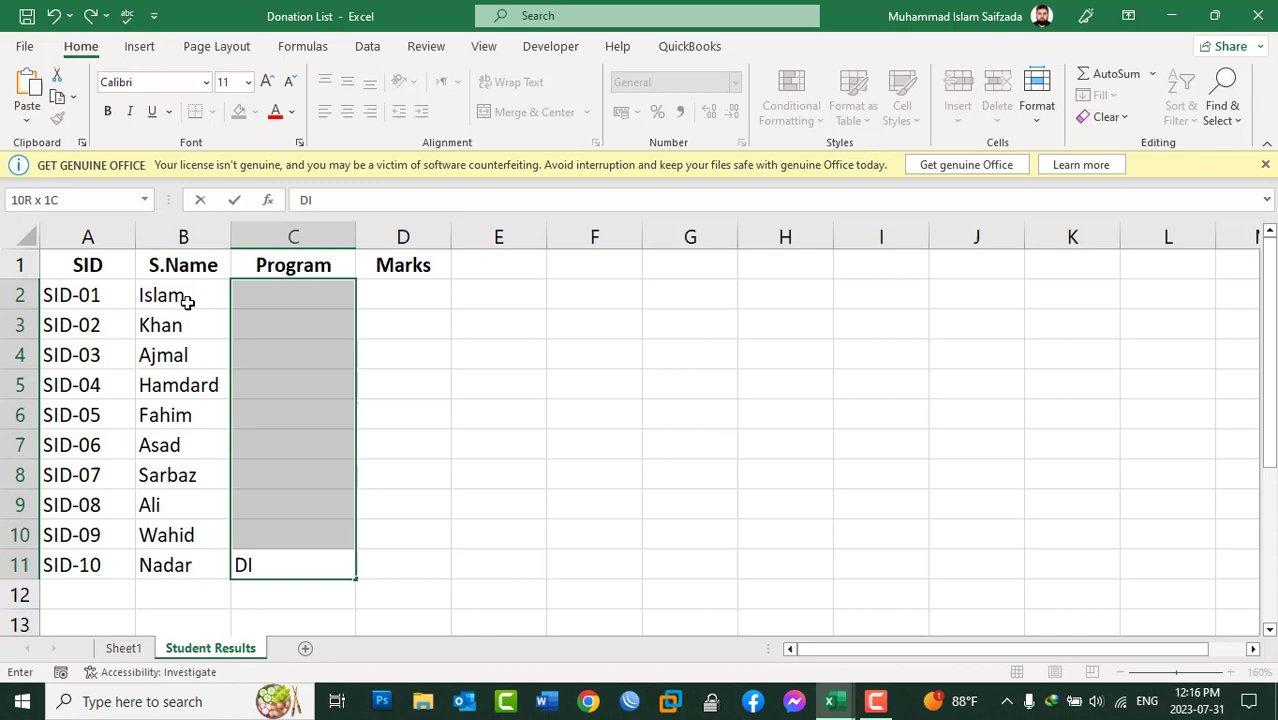 Donation List - Excel
Search
Muhammad Islam Saifzada
File Home Insert Page Layout Formulas Data Review View Developer Help QuickBooks
Share
Calibri 11 A A Wrap Text General Conditional Formatting Format as Table Cell Styles Insert Delete Format AutoSum Sort & Filter Find & Select
Paste B I U A Merge & Center % Fill Clear
Clipboard Font Alignment Number Styles Cells Editing
GET GENUINE OFFICE Your license isn't genuine, and you may be a victim of software counterfeiting. Avoid interruption and keep your files safe with genuine Office today. Get genuine Office Learn more
10R x 1C fx DI
A B C D E F G H I J K L
1 SID S.Name Program Marks
2 SID-01 Islam
3 SID-02 Khan
4 SID-03 Ajmal
5 SID-04 Hamdard
6 SID-05 Fahim
7 SID-06 Asad
8 SID-07 Sarbaz
9 SID-08 Ali
10 SID-09 Wahid
11 SID-10 Nadar DI
12
13
Sheet1 Student Results
Enter Accessibility: Investigate 160%
Type here to search 88°F ENG 12:16 PM
2023-07-31